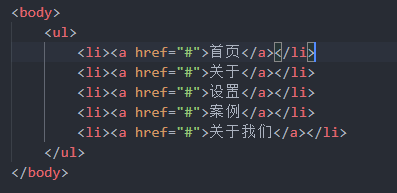 <body>
<ul>
<li><a href="#">首页</a></li>
<li><a href="#">关于</a></li>
<li><a href="#">设置</a></li>
<li><a href="#">案例</a></li>
<li><a href="#">关于我们</a></li>
</ul>
</body>